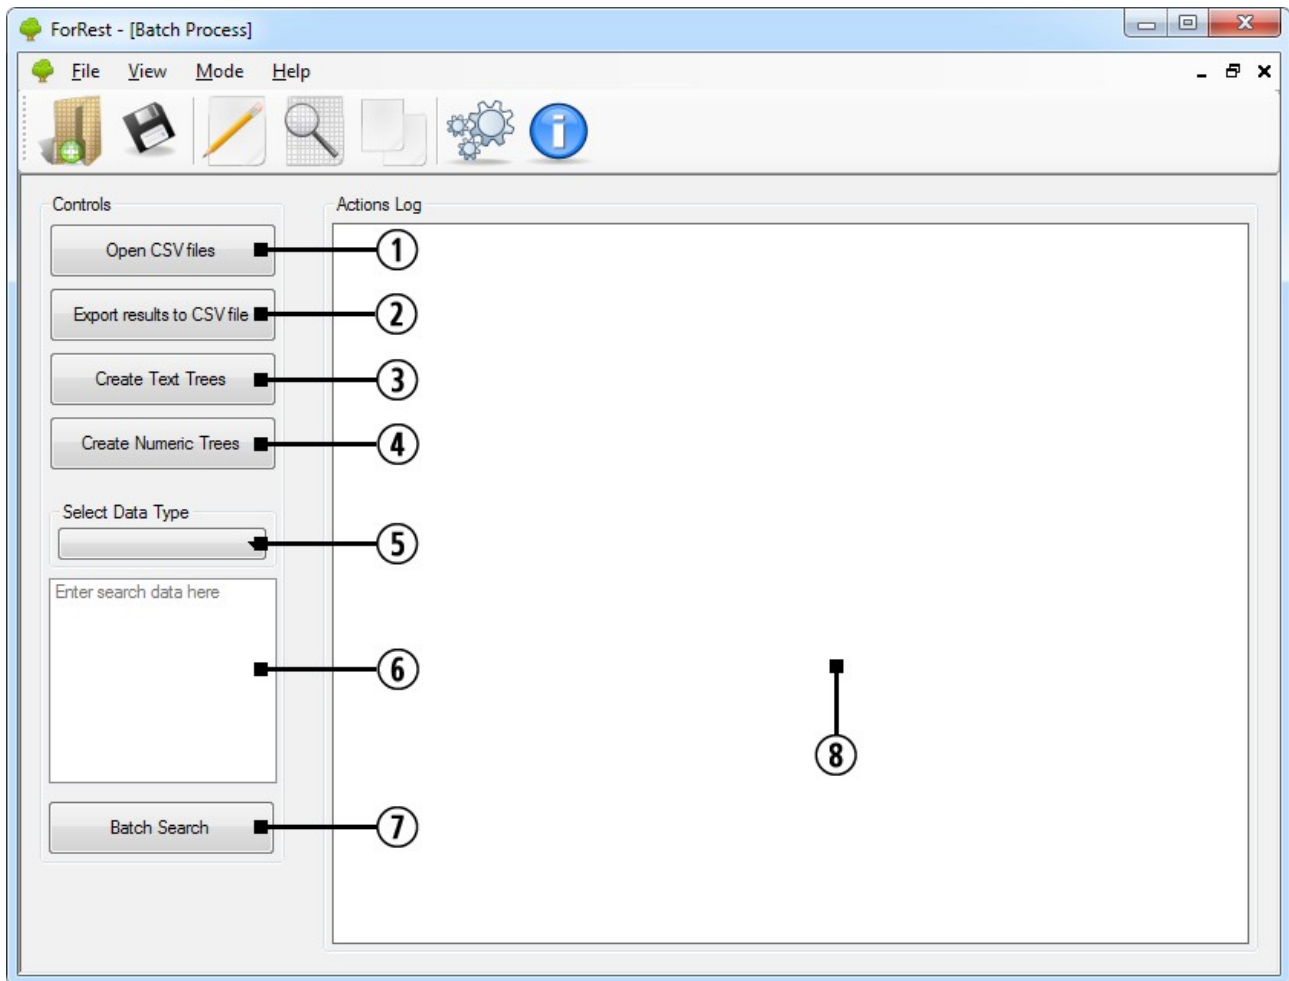 ForRest - [Batch Process]
File View Mode Help
Controls
Open CSV files
1
Export results to CSV file
2
Create Text Trees
3
Create Numeric Trees
4
Select Data Type
5
Enter search data here
6
Batch Search
7
Actions Log
8